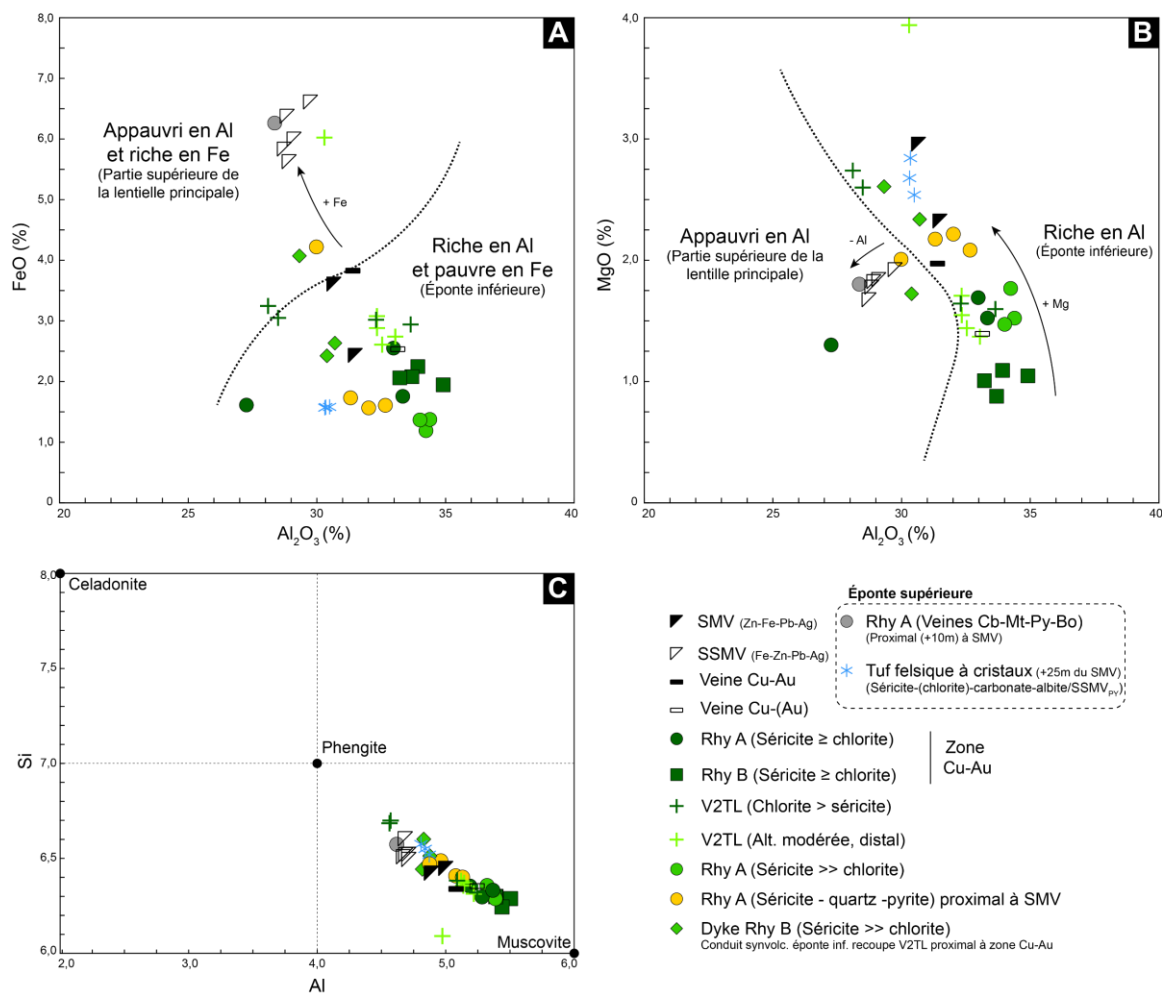 A
8,0
7,0
6,0
5,0
4,0
3,0
2,0
1,0
0
FeO (%)
20
25
30
35
40
Al2O3 (%)
Appauvri en Al
et riche en Fe
(Partie supérieure de
la lentielle principale)
+ Fe
Riche en Al
et pauvre en Fe
(Éponte inférieure)
B
4,0
3,0
2,0
1,0
0
MgO (%)
20
25
30
35
40
Al2O3 (%)
Appauvri en Al
(Partie supérieure de la
lentille principale)
- Al
Riche en Al
(Éponte inférieure)
+ Mg
C
8,0
7,5
7,0
6,5
6,0
Si
2,0
3,0
4,0
5,0
6,0
Al
Celadonite
Phengite
Muscovite
SMV (Zn-Fe-Pb-Ag)
SSMV (Fe-Zn-Pb-Ag)
Veine Cu-Au
Veine Cu-(Au)
Rhy A (Séricite ≥ chlorite)
Rhy B (Séricite ≥ chlorite)
Zone
Cu-Au
V2TL (Chlorite > séricite)
V2TL (Alt. modérée, distal)
Rhy A (Séricite >> chlorite)
Rhy A (Séricite - quartz -pyrite) proximal à SMV
Dyke Rhy B (Séricite >> chlorite)
Conduit synvolc. éponte inf. recoupe V2TL proximal à zone Cu-Au
Éponte supérieure
Rhy A (Veines Cb-Mt-Py-Bo)
(Proximal (+10m) à SMV)
Tuf felsique à cristaux (+25m du SMV)
(Séricite-(chlorite)-carbonate-albite/SSMVPY)